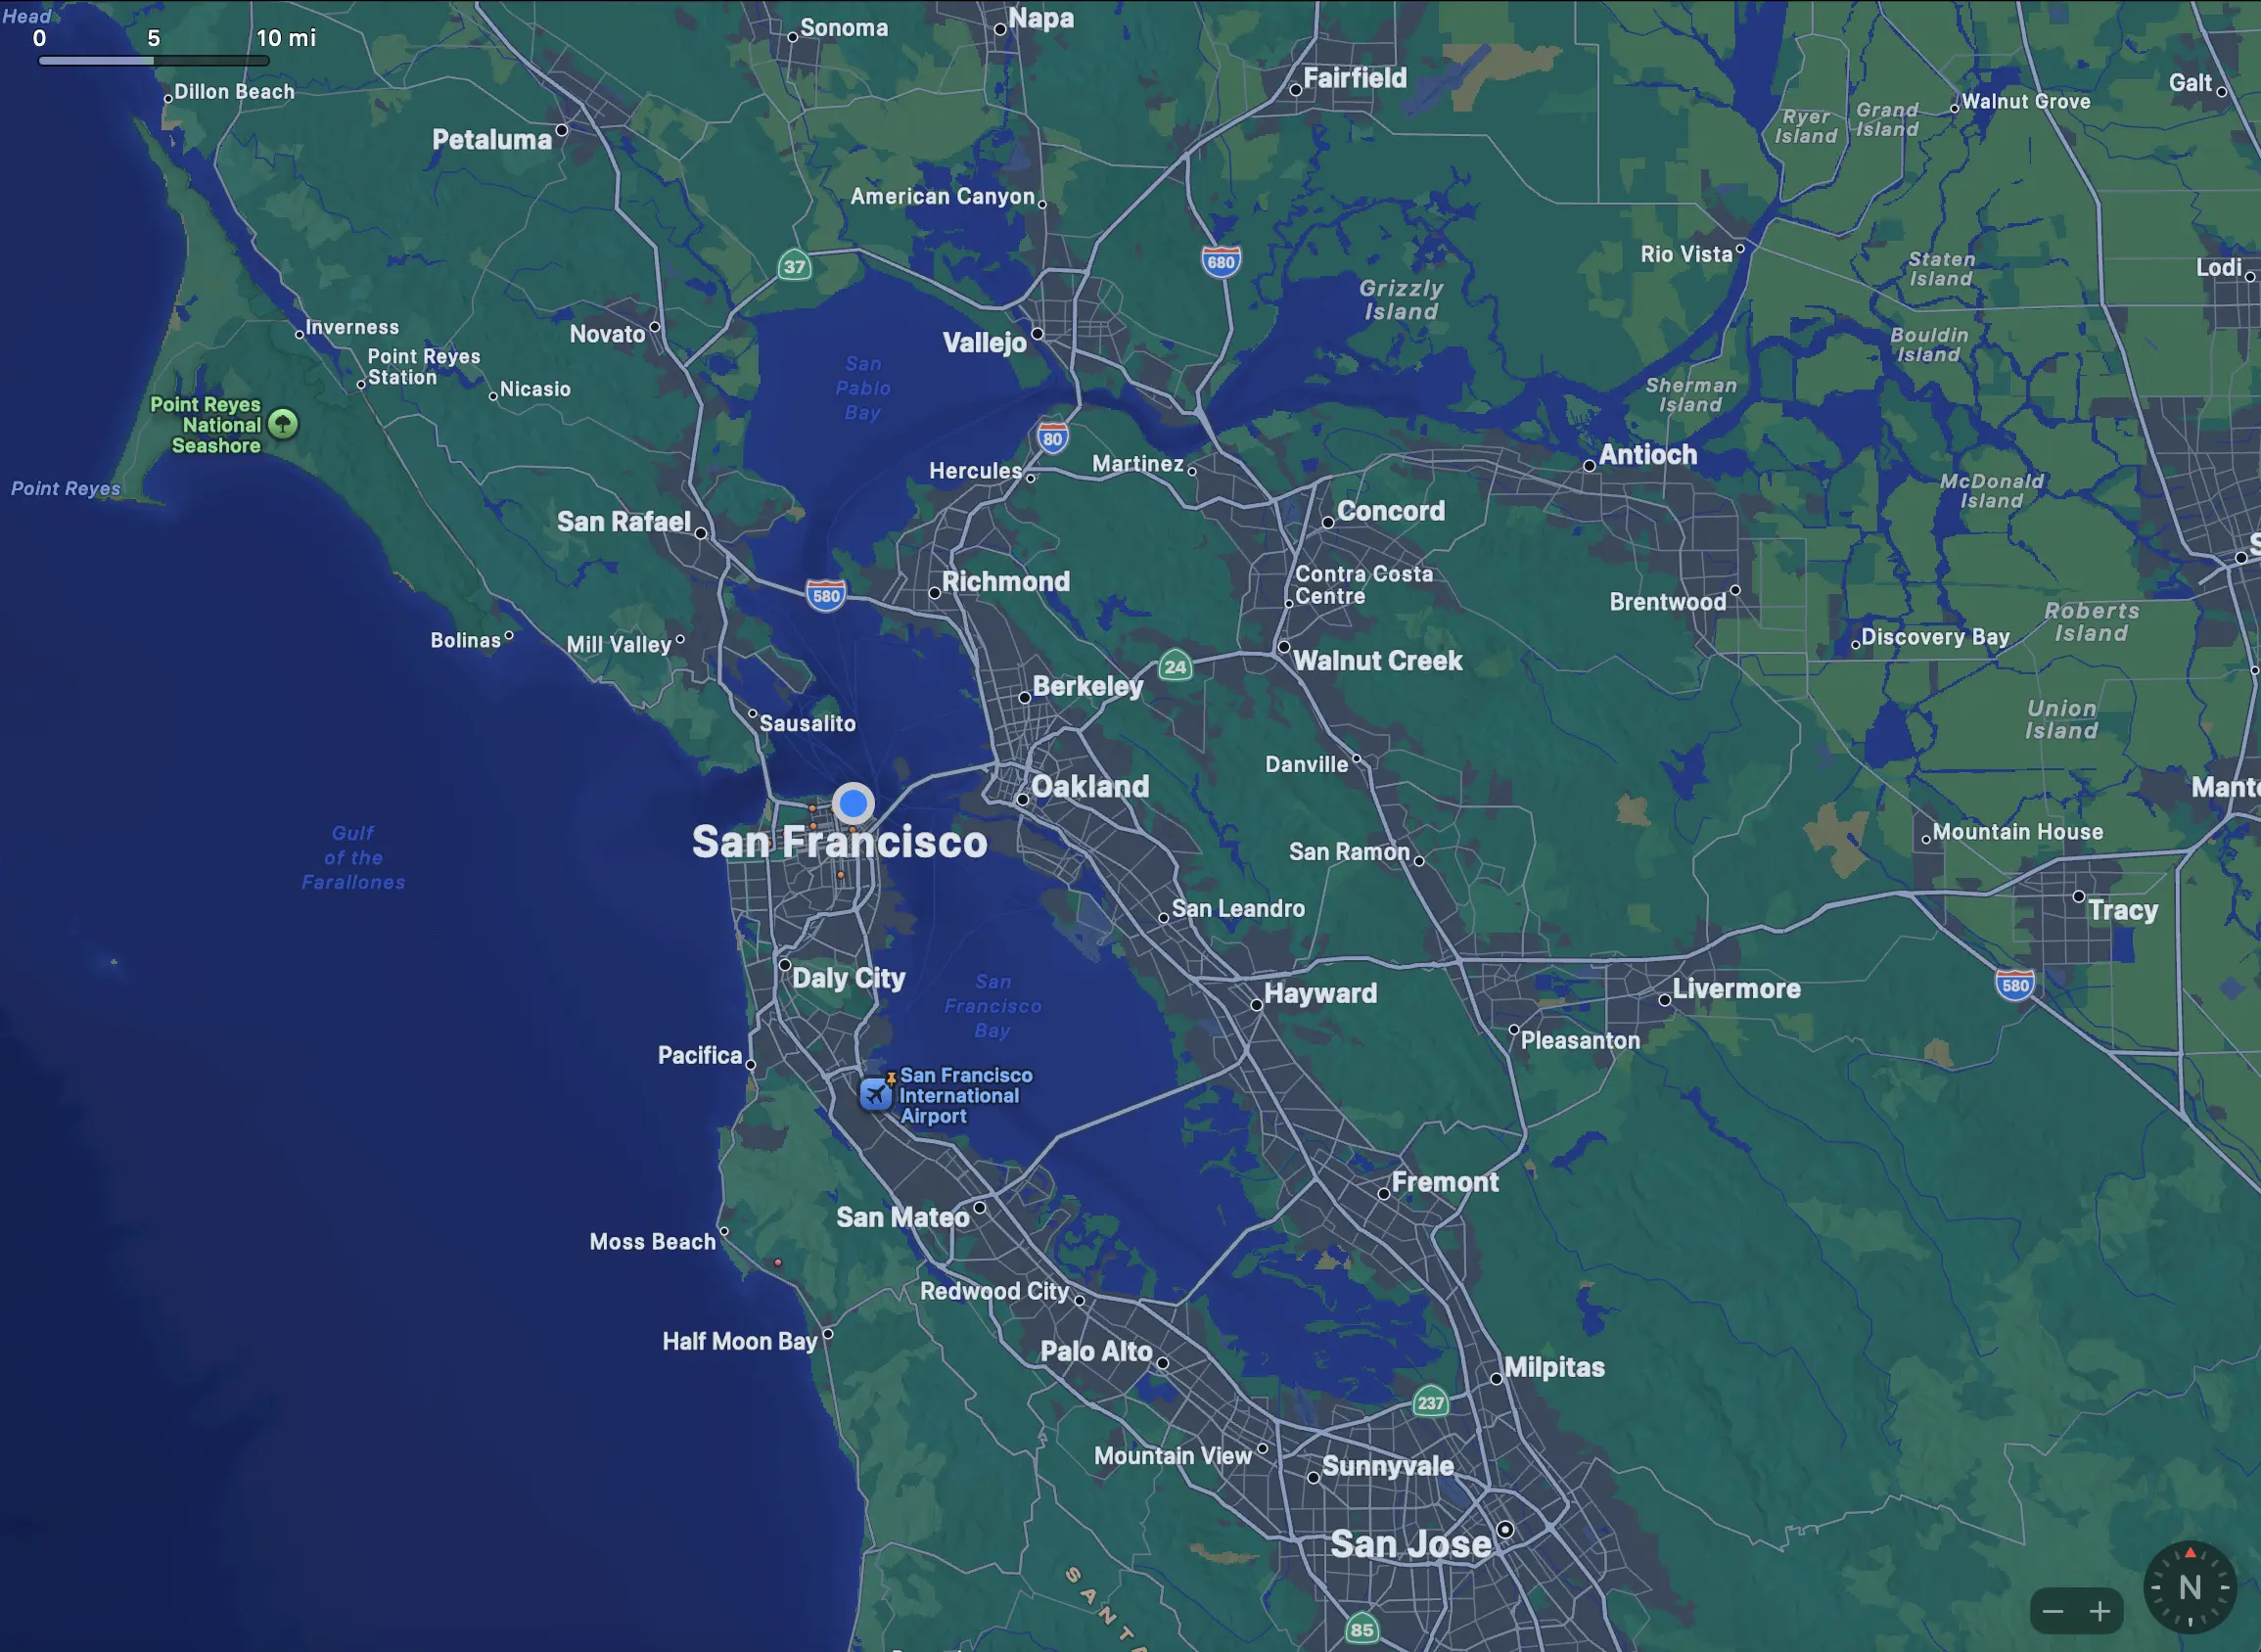 Head
0 5 10 mi
Sonoma
Napa
Dillon Beach
Fairfield
Galt
Walnut Grove
Ryer
Island
Grand
Island
Petaluma
American Canyon
37
680
Rio Vista
Staten
Island
Lodi
Grizzly
Island
Inverness
Novato
Vallejo
Bouldin
Island
Point Reyes
Station
San
Pablo
Bay
Nicasio
Sherman
Island
Point Reyes
National
Seashore
80
Point Reyes
Hercules
Martinez
Antioch
McDonald
Island
San Rafael
Concord
S
Richmond
Contra Costa
Centre
580
Brentwood
Roberts
Island
Bolinas
Mill Valley
Discovery Bay
24
Walnut Creek
Berkeley
Sausalito
Union
Island
Danville
Oakland
Mante
Gulf
of the
Farallones
San Francisco
Mountain House
San Ramon
San Leandro
Tracy
Daly City
San
Francisco
Bay
Hayward
Livermore
580
Pleasanton
Pacifica
San Francisco
International
Airport
Fremont
San Mateo
Moss Beach
Redwood City
Half Moon Bay
Palo Alto
Milpitas
237
Mountain View
Sunnyvale
San Jose
SANTA
85
N
− +